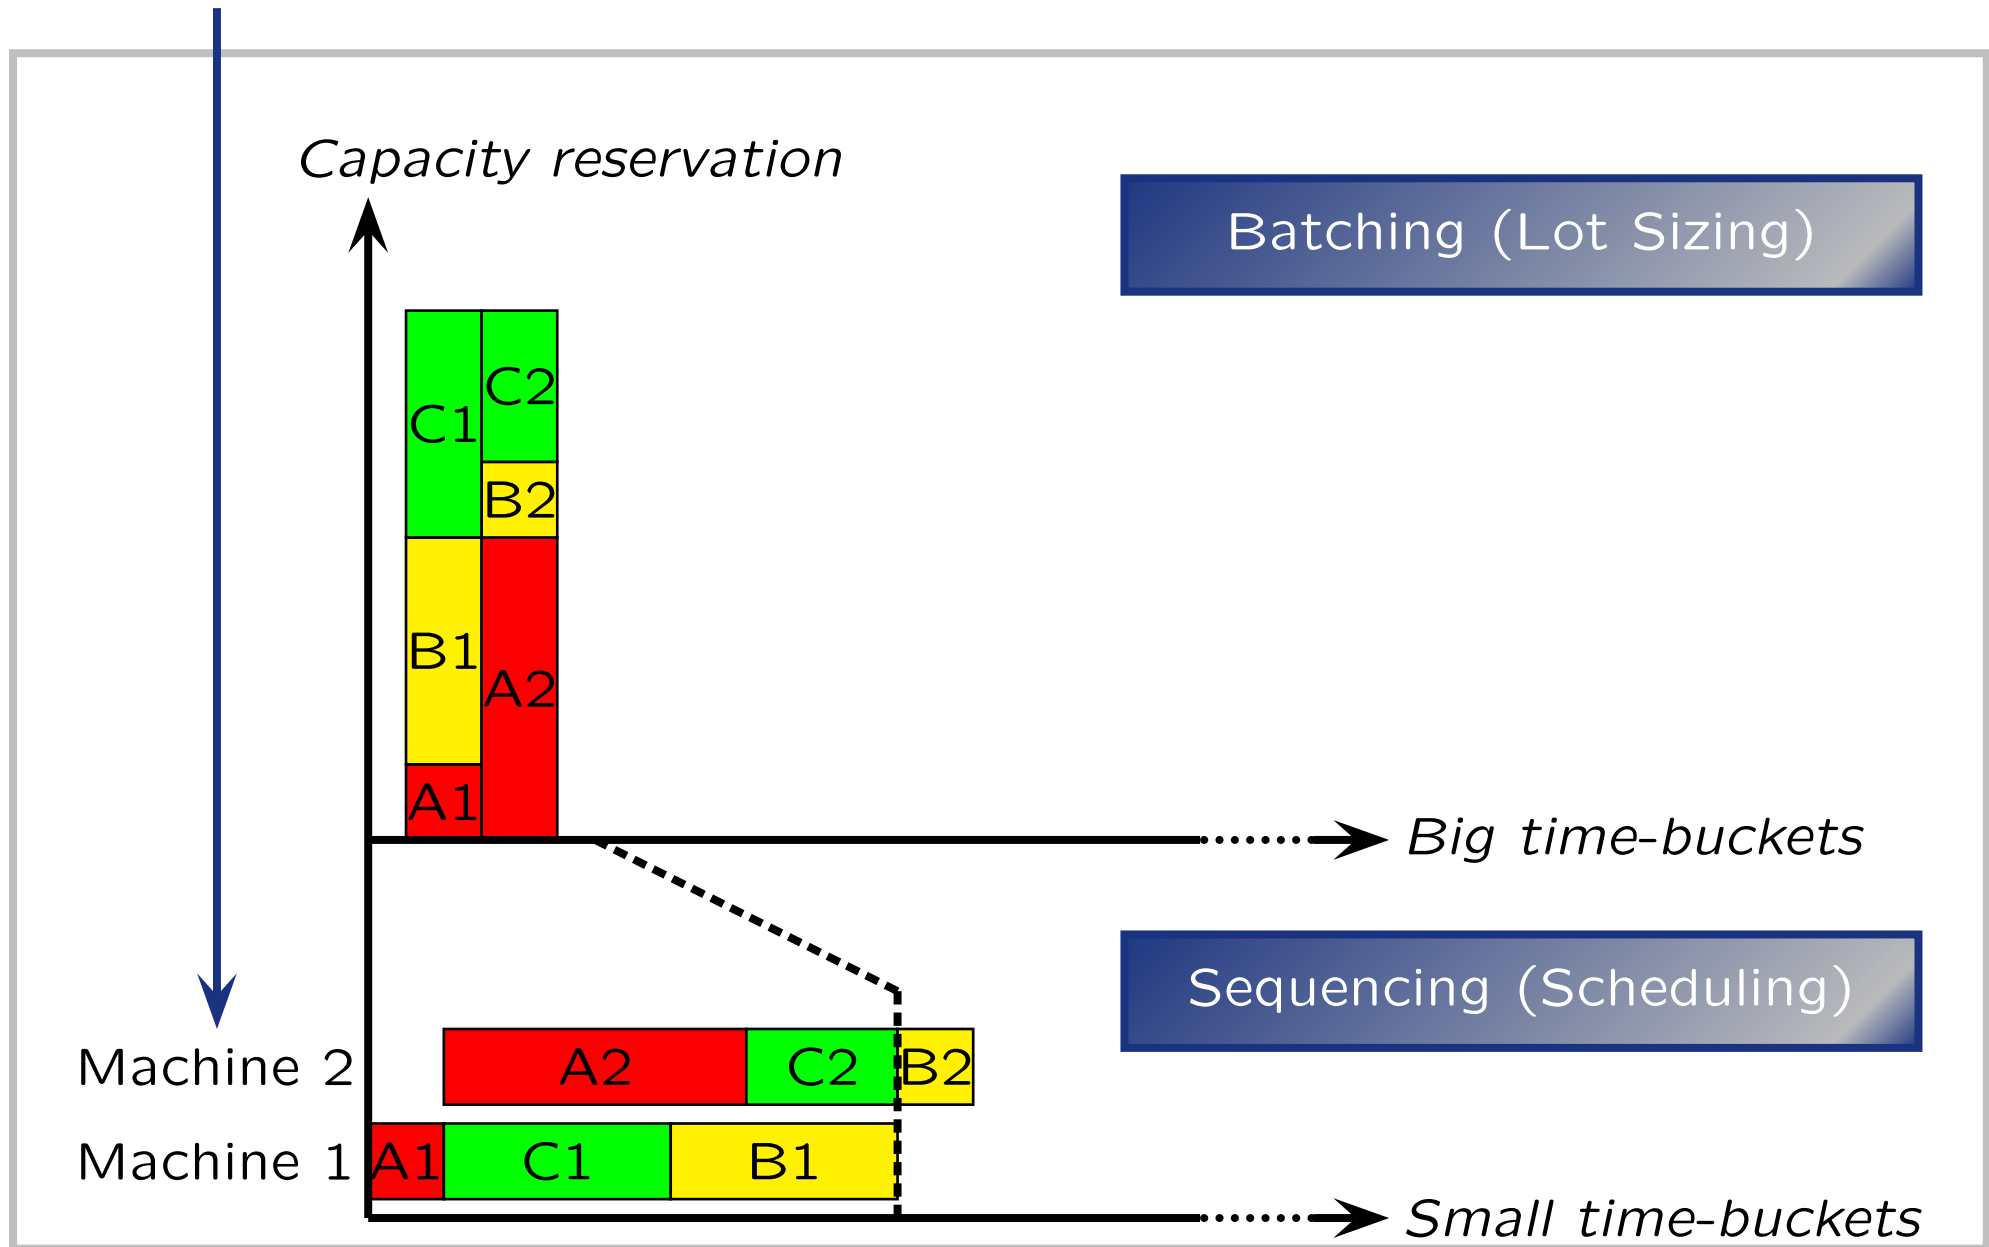 Capacity reservation
Batching (Lot Sizing)
C1
C2
B2
B1
A2
A1
Big time-buckets
Sequencing (Scheduling)
Machine 2
A2
C2
B2
Machine 1
A1
C1
B1
Small time-buckets